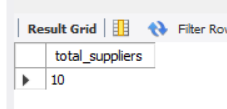 Result Grid Filter Rov
total_suppliers
10